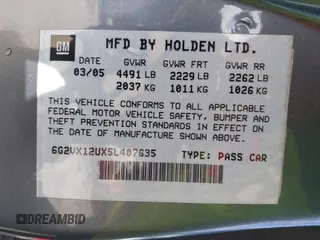 GM
MFD BY HOLDEN LTD.
DATE GVWR GVWR FRT GVWR RR
03/05 4491 LB 2229 LB 2262 LB
2037 KG 1011 KG 1026 KG
THIS VEHICLE CONFORMS TO ALL APPLICABLE
FEDERAL MOTOR VEHICLE SAFETY, BUMPER AND
THEFT PREVENTION STANDARDS IN EFFECT ON THE
DATE OF MANUFACTURE SHOWN ABOVE.
6G2VX12UX5L407635 TYPE: PASS CAR
DREAMBID